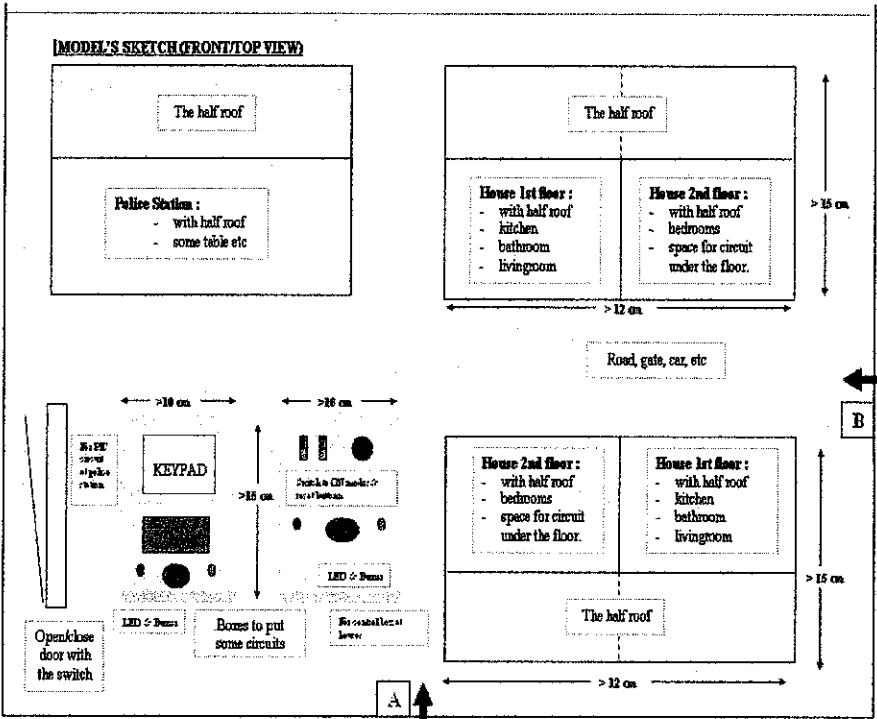 [MODEL'S SKETCH (FRONT/TOP VIEW)
The half roof
Police Station :
- with half roof
- some table etc
The half roof
House 1st floor :
- with half roof
- kitchen
- bathroom
- livingroom
House 2nd floor :
- with half roof
- bedrooms
- space for circuit
under the floor.
> 15 cm
> 12 cm
Road, gate, car, etc
B
>10 cm
>10 cm
KEYPAD
>15 cm
LED & Buzzer
LED & Buzzer
Boxes to put
some circuits
Open/close
door with
the switch
House 2nd floor :
- with half roof
- bedrooms
- space for circuit
under the floor.
House 1st floor :
- with half roof
- kitchen
- bathroom
- livingroom
> 15 cm
The half roof
> 12 cm
A